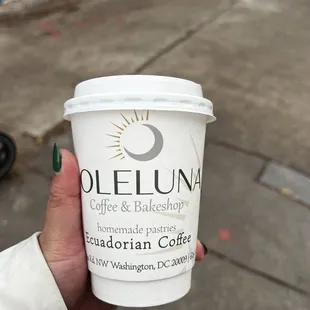 OLELUNA
Coffee & Bakeshop
homemade pastries
Ecuadorian Coffee
NW Washington, DC 20009